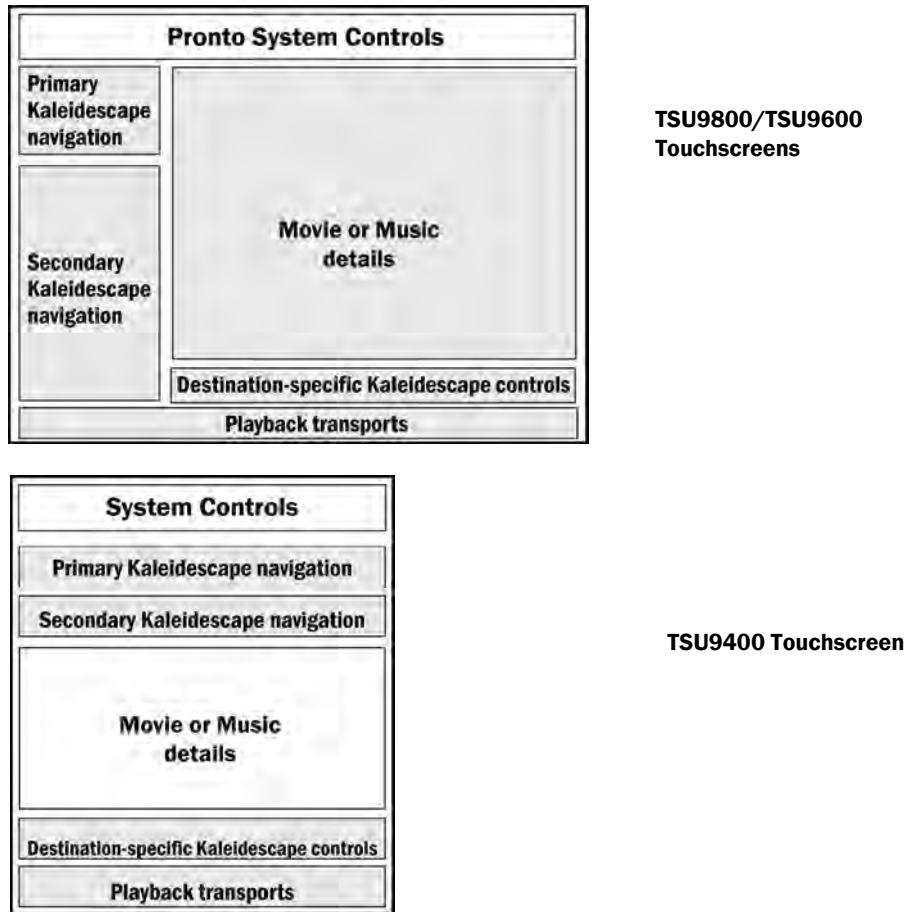 Pronto System Controls
Primary
Kaleidescape
navigation
Secondary
Kaleidescape
navigation
Movie or Music
details
Destination-specific Kaleidescape controls
Playback transports
TSU9800/TSU9600
Touchscreens
System Controls
Primary Kaleidescape navigation
Secondary Kaleidescape navigation
Movie or Music
details
Destination-specific Kaleidescape controls
Playback transports
TSU9400 Touchscreen